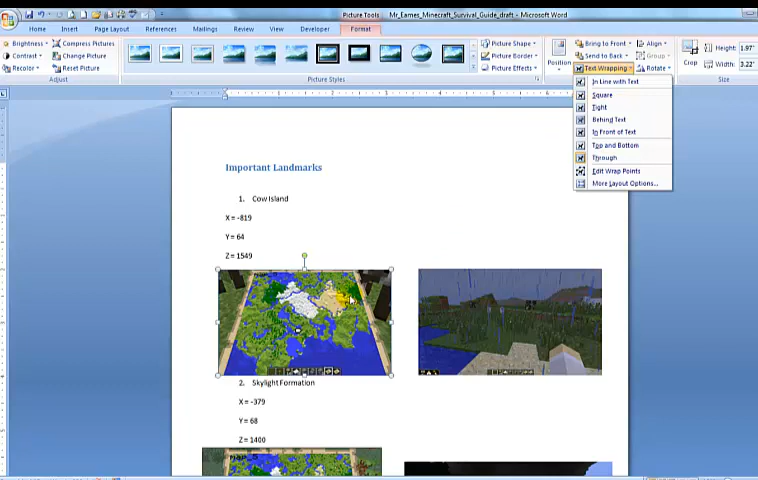 Picture Tools
Mr_Eames_Minecraft_Survival_Guide_draft - Microsoft Word
Home Insert Page Layout References Mailings Review View Developer Format
Brightness Compress Pictures
Contrast Change Picture
Recolor Reset Picture
Adjust
Picture Styles
Picture Shape
Picture Border
Picture Effects
Position
Bring to Front Align
Send to Back Group
Text Wrapping Rotate
Crop
Height: 1.97"
Width: 3.22"
Size
In Line with Text
Square
Tight
Behind Text
In Front of Text
Top and Bottom
Through
Edit Wrap Points
More Layout Options...
Important Landmarks
1. Cow Island
X = -819
Y = 64
Z = 1549
2. Skylight Formation
X = -379
Y = 68
Z = 1400